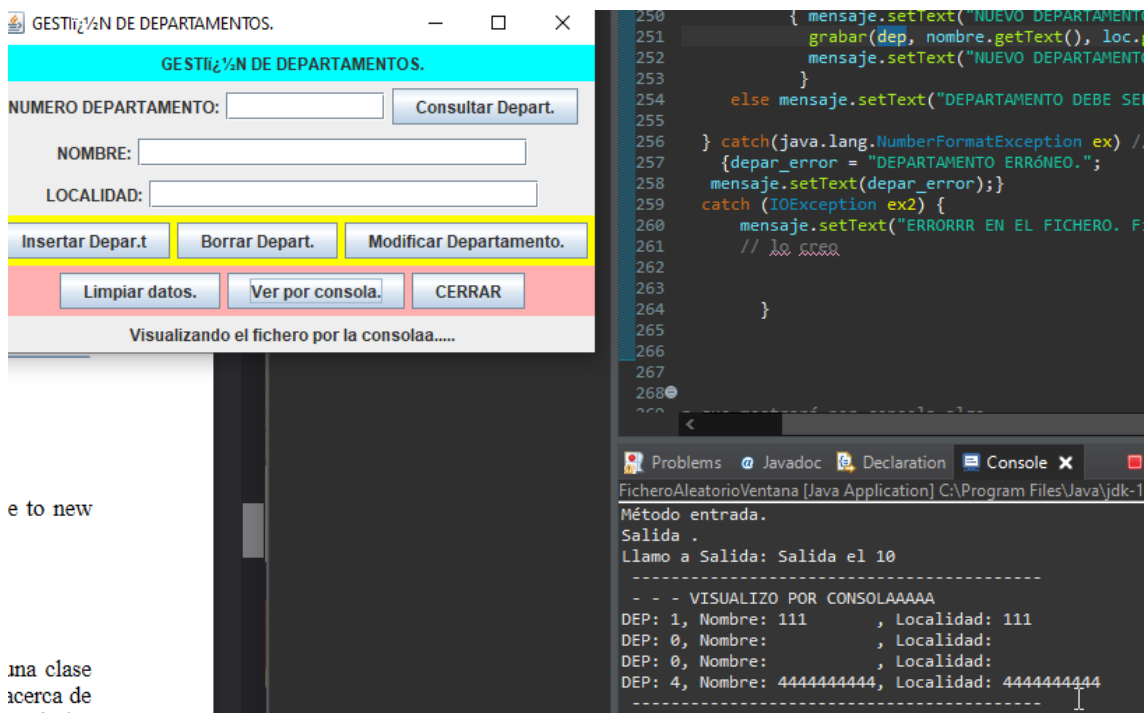 GESTIï¿½N DE DEPARTAMENTOS.
GESTIï¿½N DE DEPARTAMENTOS.
NUMERO DEPARTAMENTO:
Consultar Depart.
NOMBRE:
LOCALIDAD:
Insertar Depar.t
Borrar Depart.
Modificar Departamento.
Limpiar datos.
Ver por consola.
CERRAR
Visualizando el fichero por la consolaa.....
e to new
una clase
acerca de
250 { mensaje.setText("NUEVO DEPARTAMENTO
251 grabar(dep, nombre.getText(), loc.g
252 mensaje.setText("NUEVO DEPARTAMENTO
253 }
254 else mensaje.setText("DEPARTAMENTO DEBE SER
255
256 } catch(java.lang.NumberFormatException ex) //
257 {depar_error = "DEPARTAMENTO ERRóNEO.";
258 mensaje.setText(depar_error);}
259 catch (IOException ex2) {
260 mensaje.setText("ERRORRR EN EL FICHERO. F
261 // lo creo
262
263
264 }
265
266
267
268
Problems @ Javadoc Declaration Console
FicheroAleatorioVentana [Java Application] C:\Program Files\Java\jdk-1
Método entrada.
Salida .
Llamo a Salida: Salida el 10
------------------------------------------
- - - VISUALIZO POR CONSOLAAAAA
DEP: 1, Nombre: 111 , Localidad: 111
DEP: 0, Nombre: , Localidad:
DEP: 0, Nombre: , Localidad:
DEP: 4, Nombre: 4444444444, Localidad: 4444444444
------------------------------------------